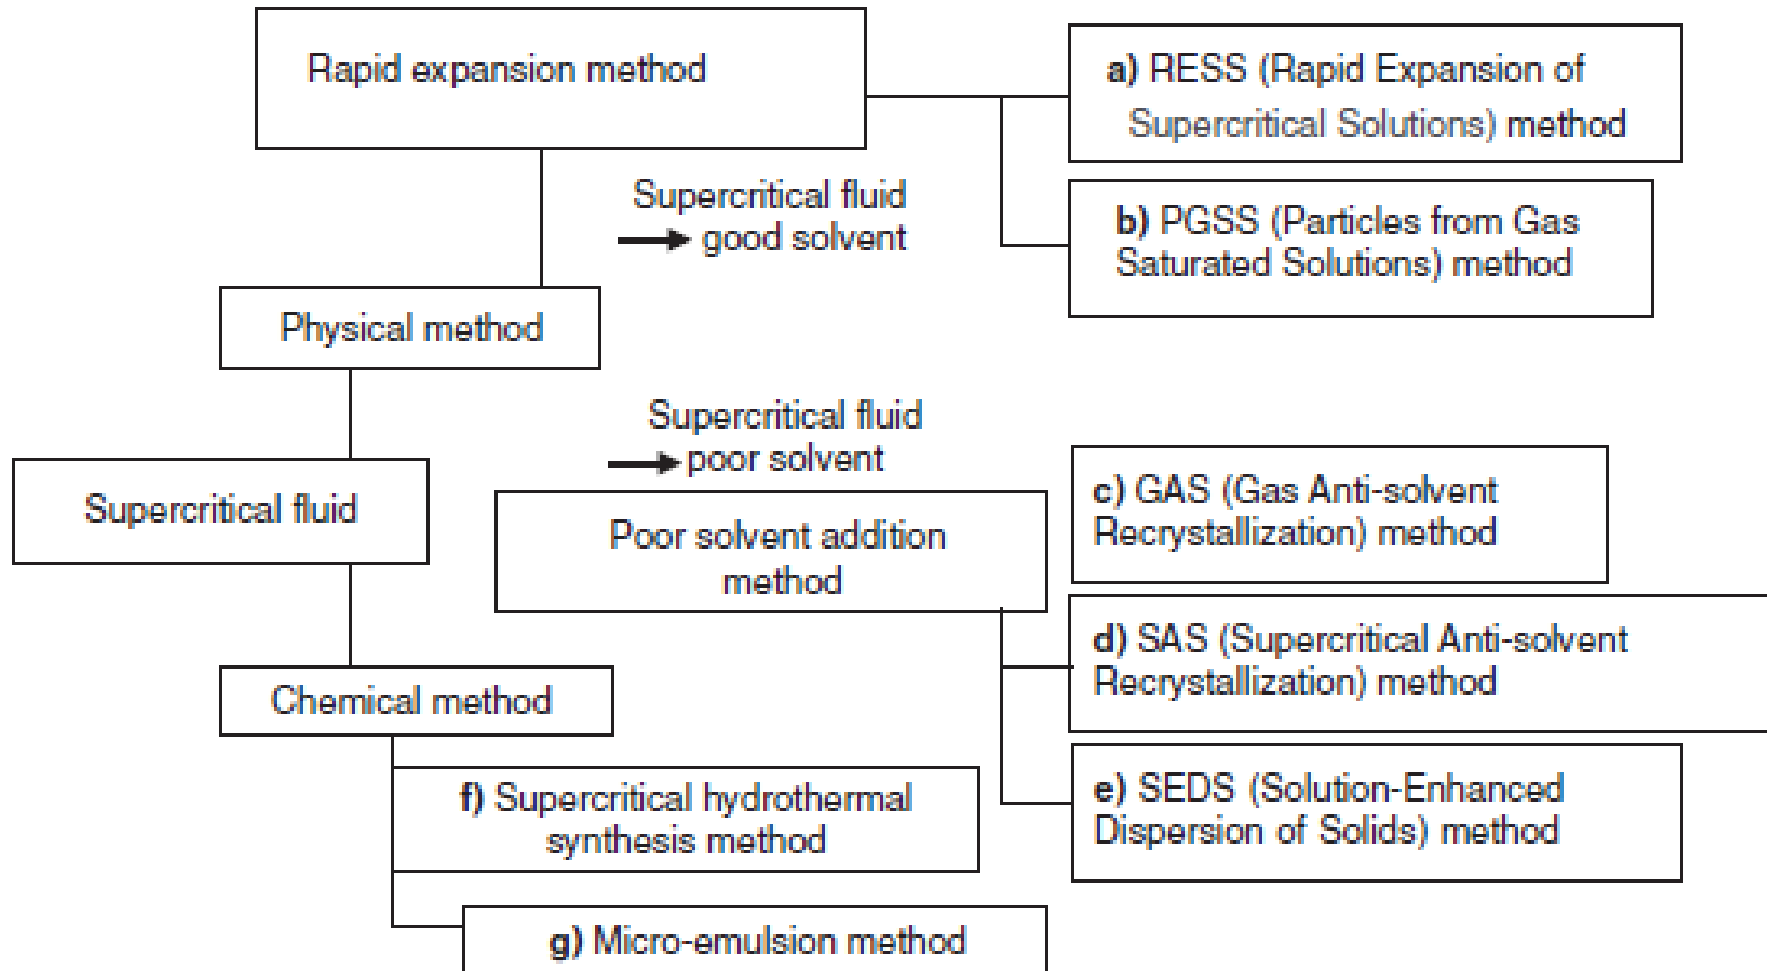 Rapid expansion method
a) RESS (Rapid Expansion of
Supercritical Solutions) method
Supercritical fluid
good solvent
b) PGSS (Particles from Gas
Saturated Solutions) method
Physical method
Supercritical fluid
poor solvent
Supercritical fluid
Poor solvent addition
method
c) GAS (Gas Anti-solvent
Recrystallization) method
d) SAS (Supercritical Anti-solvent
Recrystallization) method
Chemical method
e) SEDS (Solution-Enhanced
Dispersion of Solids) method
f) Supercritical hydrothermal
synthesis method
g) Micro-emulsion method